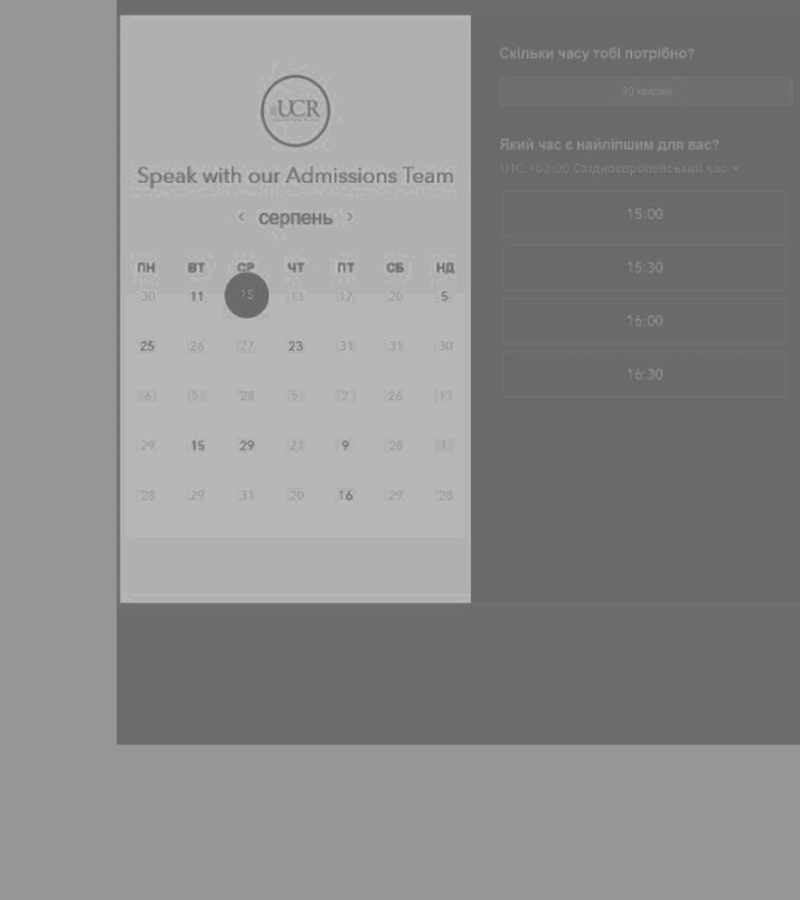 UCR
Speak with our Admissions Team
серпень
ПН ВТ СР ЧТ ПТ СБ НД
30 11 15 13 17 20 5
25 26 27 23 31 31 30
6 5 28 5 2 26 13
29 15 29 21 9 28 1
28 29 31 20 16 29 28
Скільки часу тобі потрібно?
30 хвилин
Який час є найліпшим для вас?
UTC +03:00 Східноєвропейський час
15:00
15:30
16:00
16:30